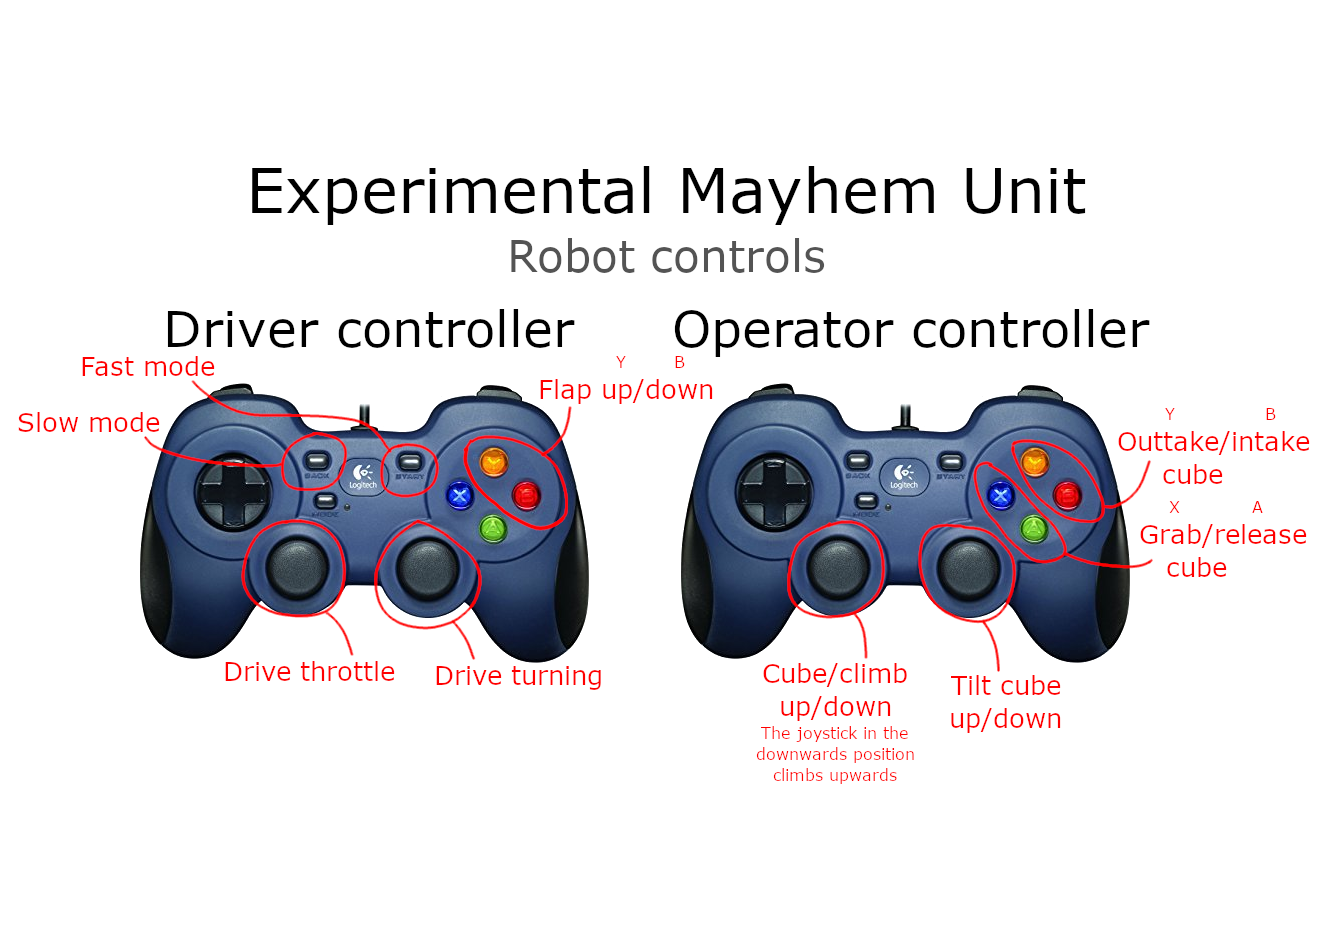 Experimental Mayhem Unit
Robot controls
Driver controller
Fast mode
Slow mode
Y B
Flap up/down
BACK
START
Logitech
MODE
Y
X
B
A
Drive throttle
Drive turning
Operator controller
Y B
Outtake/intake
cube
X A
Grab/release
cube
BACK
START
Logitech
MODE
Y
X
B
A
Cube/climb
up/down
The joystick in the
downwards position
climbs upwards
Tilt cube
up/down